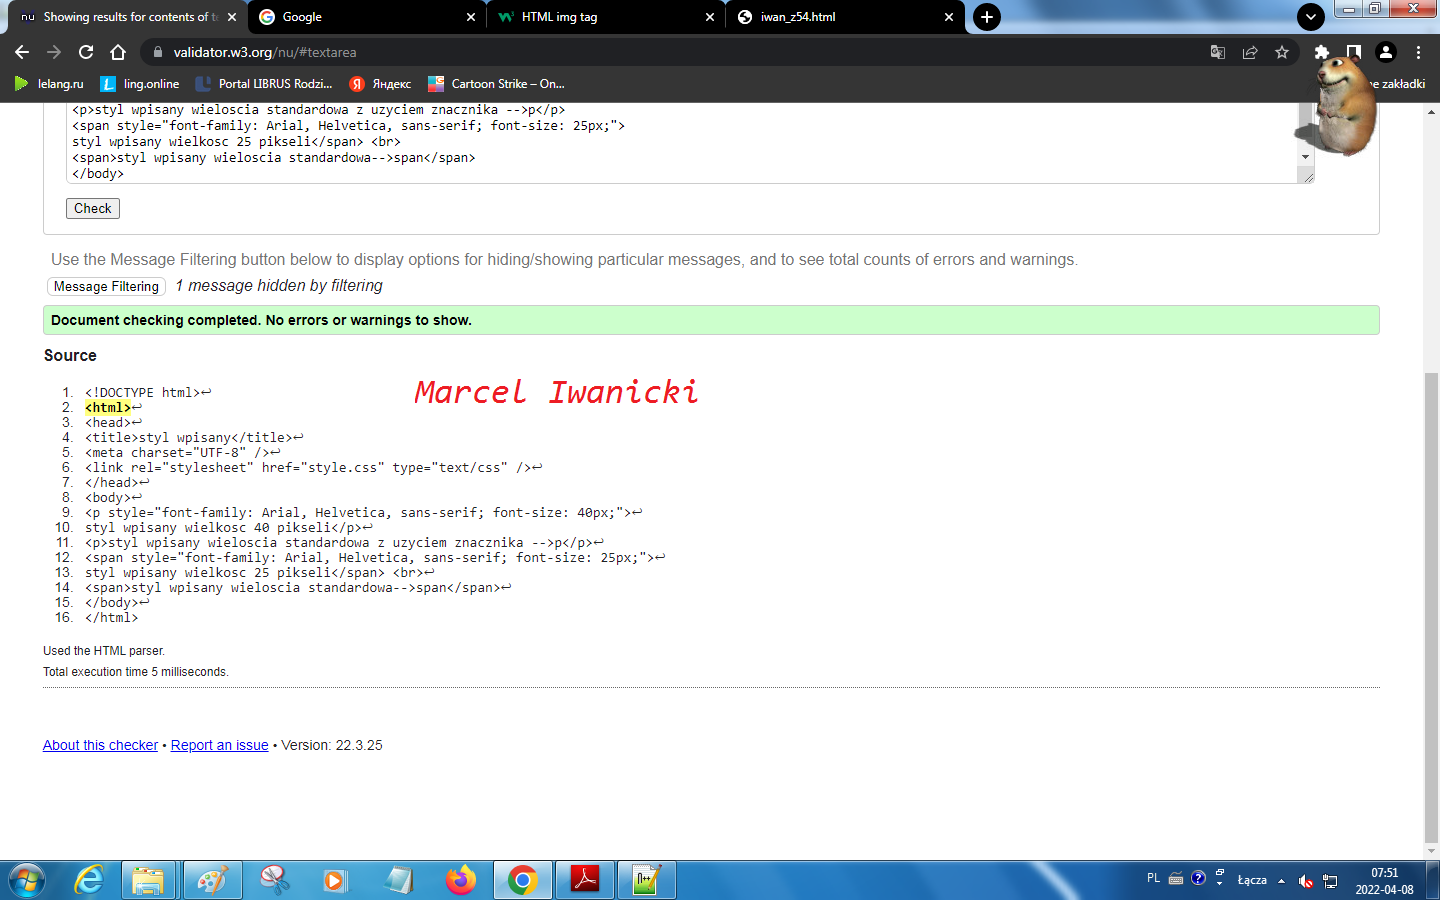 Showing results for contents of te
Google
HTML img tag
iwan_z54.html
validator.w3.org/nu/#textarea
lelang.ru
ling.online
Portal LIBRUS Rodzi...
Яндекс
Cartoon Strike – On...
ne zakładki
<p>styl wpisany wieloscia standardowa z uzyciem znacznika -->p</p>
<span style="font-family: Arial, Helvetica, sans-serif; font-size: 25px;">
styl wpisany wielkosc 25 pikseli</span> <br>
<span>styl wpisany wieloscia standardowa-->span</span>
</body>
Check
Use the Message Filtering button below to display options for hiding/showing particular messages, and to see total counts of errors and warnings.
Message Filtering 1 message hidden by filtering
Document checking completed. No errors or warnings to show.
Source
Marcel Iwanicki
1. <!DOCTYPE html>↩
2. <html>↩
3. <head>↩
4. <title>styl wpisany</title>↩
5. <meta charset="UTF-8" />↩
6. <link rel="stylesheet" href="style.css" type="text/css" />↩
7. </head>↩
8. <body>↩
9. <p style="font-family: Arial, Helvetica, sans-serif; font-size: 40px;">↩
10. styl wpisany wielkosc 40 pikseli</p>↩
11. <p>styl wpisany wieloscia standardowa z uzyciem znacznika -->p</p>↩
12. <span style="font-family: Arial, Helvetica, sans-serif; font-size: 25px;">↩
13. styl wpisany wielkosc 25 pikseli</span> <br>↩
14. <span>styl wpisany wieloscia standardowa-->span</span>↩
15. </body>↩
16. </html>
Used the HTML parser.
Total execution time 5 milliseconds.
About this checker • Report an issue • Version: 22.3.25
PL
Łącza
07:51
2022-04-08